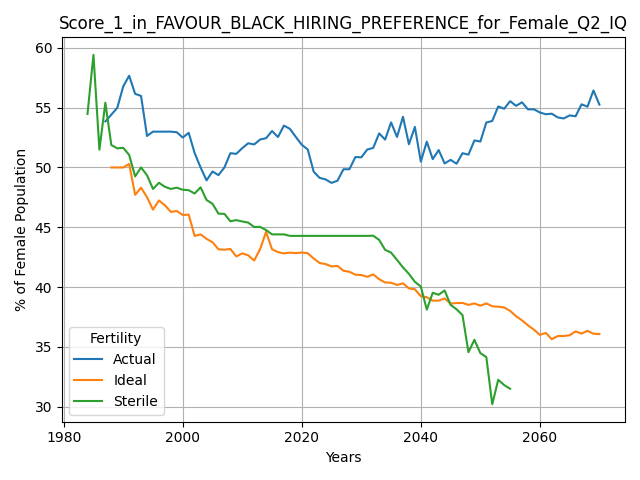 Score_1_in_FAVOUR_BLACK_HIRING_PREFERENCE_for_Female_Q2_IQ
% of Female Population
60
55
50
45
40
35
30
Fertility
Actual
Ideal
Sterile
1980 2000 2020 2040 2060
Years